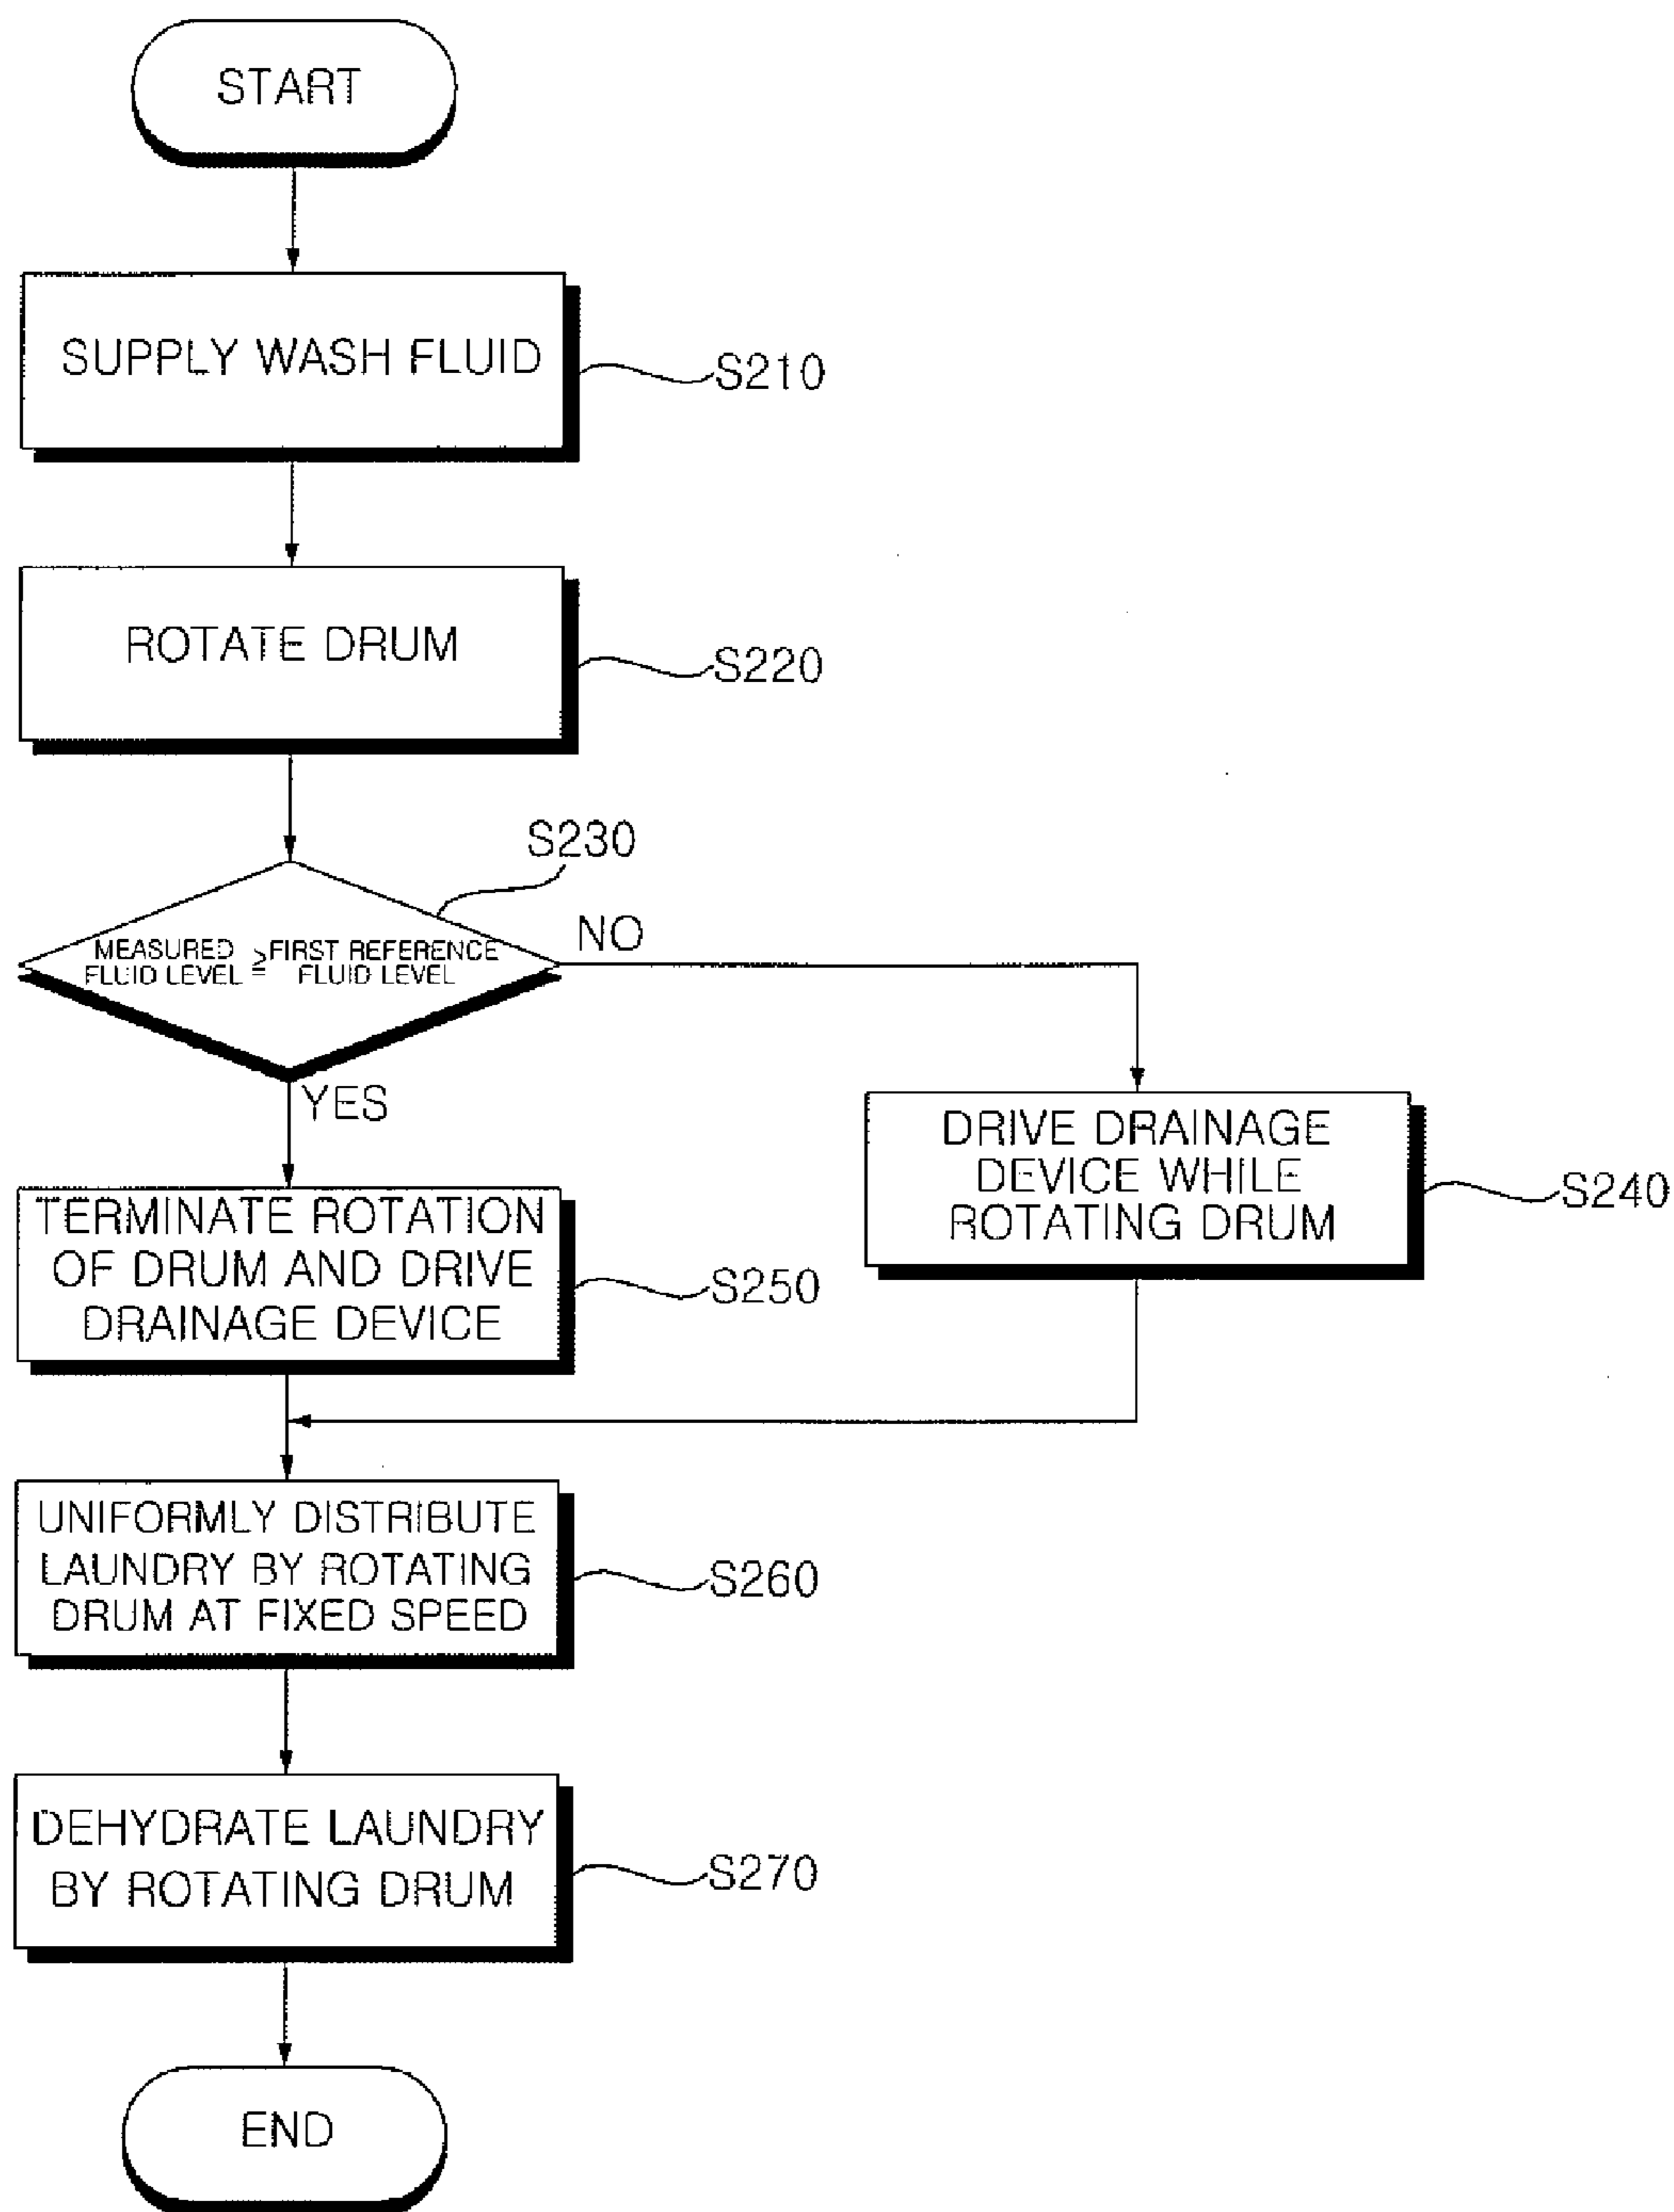 START
SUPPLY WASH FLUID
S210
ROTATE DRUM
S220
S230
MEASURED ≥ FIRST REFERENCE
FLUID LEVEL FLUID LEVEL
NO
YES
DRIVE DRAINAGE
DEVICE WHILE
ROTATING DRUM
S240
TERMINATE ROTATION
OF DRUM AND DRIVE
DRAINAGE DEVICE
S250
UNIFORMLY DISTRIBUTE
LAUNDRY BY ROTATING
DRUM AT FIXED SPEED
S260
DEHYDRATE LAUNDRY
BY ROTATING DRUM
S270
END